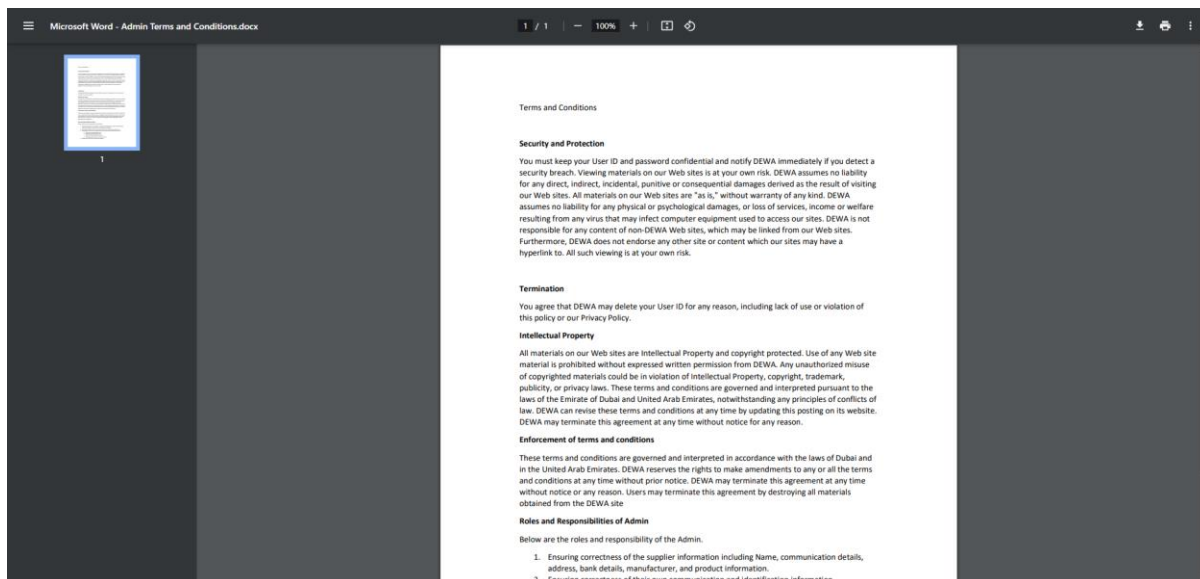 Microsoft Word - Admin Terms and Conditions.docx
1 / 1
100%
1
Terms and Conditions
Security and Protection
You must keep your User ID and password confidential and notify DEWA immediately if you detect a
security breach. Viewing materials on our Web sites is at your own risk. DEWA assumes no liability
for any direct, indirect, incidental, punitive or consequential damages derived as the result of visiting
our Web sites. All materials on our Web sites are "as is," without warranty of any kind. DEWA
assumes no liability for any physical or psychological damages, or loss of services, income or welfare
resulting from any virus that may infect computer equipment used to access our sites. DEWA is not
responsible for any content of non-DEWA Web sites, which may be linked from our Web sites.
Furthermore, DEWA does not endorse any other site or content which our sites may have a
hyperlink to. All such viewing is at your own risk.
Termination
You agree that DEWA may delete your User ID for any reason, including lack of use or violation of
this policy or our Privacy Policy.
Intellectual Property
All materials on our Web sites are Intellectual Property and copyright protected. Use of any Web site
material is prohibited without expressed written permission from DEWA. Any unauthorized misuse
of copyrighted materials could be in violation of Intellectual Property, copyright, trademark,
publicity, or privacy laws. These terms and conditions are governed and interpreted pursuant to the
laws of the Emirate of Dubai and United Arab Emirates, notwithstanding any principles of conflicts of
law. DEWA can revise these terms and conditions at any time by updating this posting on its website.
DEWA may terminate this agreement at any time without notice for any reason.
Enforcement of terms and conditions
These terms and conditions are governed and interpreted in accordance with the laws of Dubai and
in the United Arab Emirates. DEWA reserves the rights to make amendments to any or all the terms
and conditions at any time without prior notice. DEWA may terminate this agreement at any time
without notice or any reason. Users may terminate this agreement by destroying all materials
obtained from the DEWA site
Roles and Responsibilities of Admin
Below are the roles and responsibility of the Admin.
1. Ensuring correctness of the supplier information including Name, communication details,
address, bank details, manufacturer, and product information.